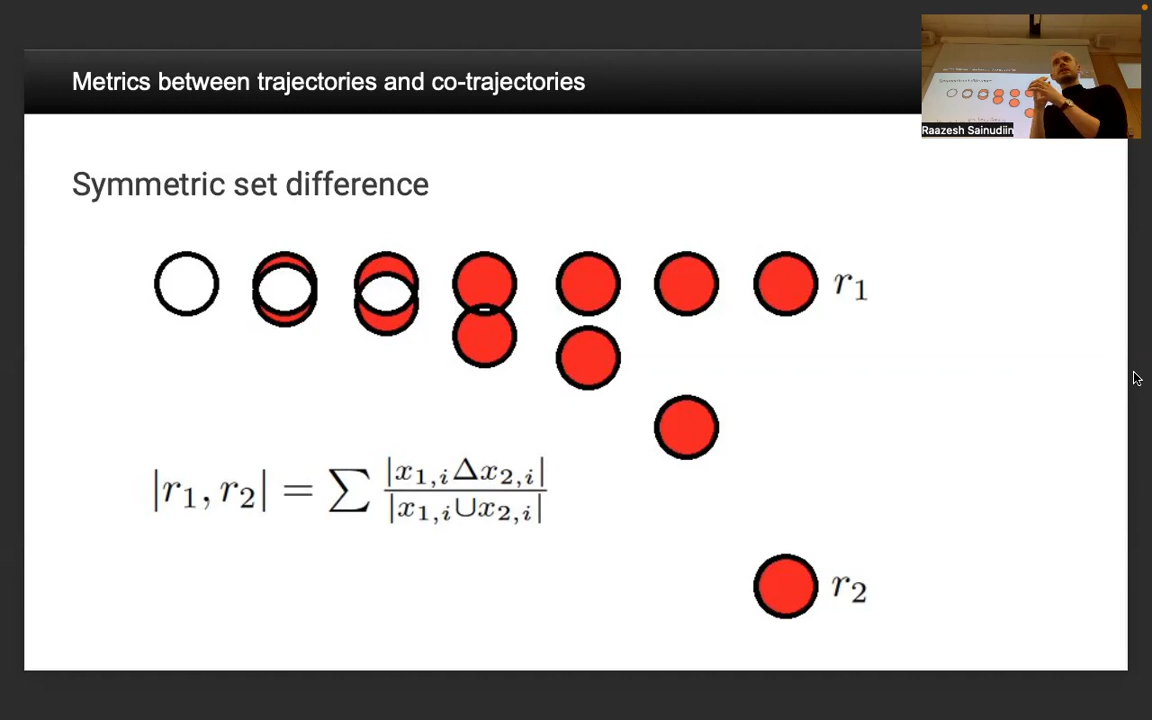 Metrics between trajectories and co-trajectories
Raazesh Sainudiin
Symmetric set difference
r₁
|r₁, r₂| = ∑ |x₁,ᵢ Δ x₂,ᵢ| / |x₁,ᵢ ∪ x₂,ᵢ|
r₂